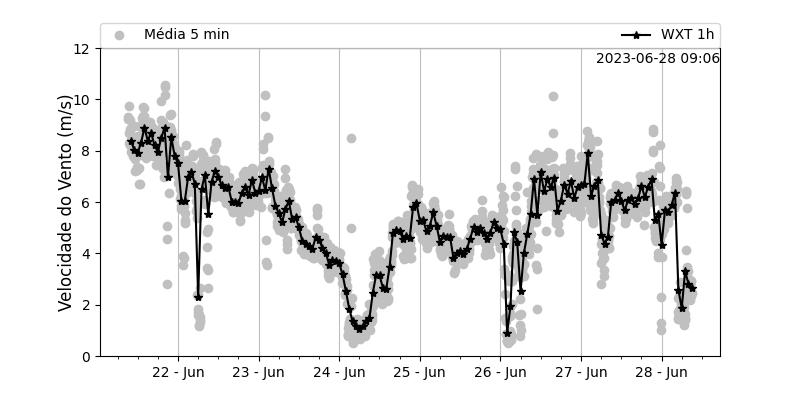 Média 5 min
WXT 1h
2023-06-28 09:06
Velocidade do Vento (m/s)
12
10
8
6
4
2
0
22 - Jun
23 - Jun
24 - Jun
25 - Jun
26 - Jun
27 - Jun
28 - Jun